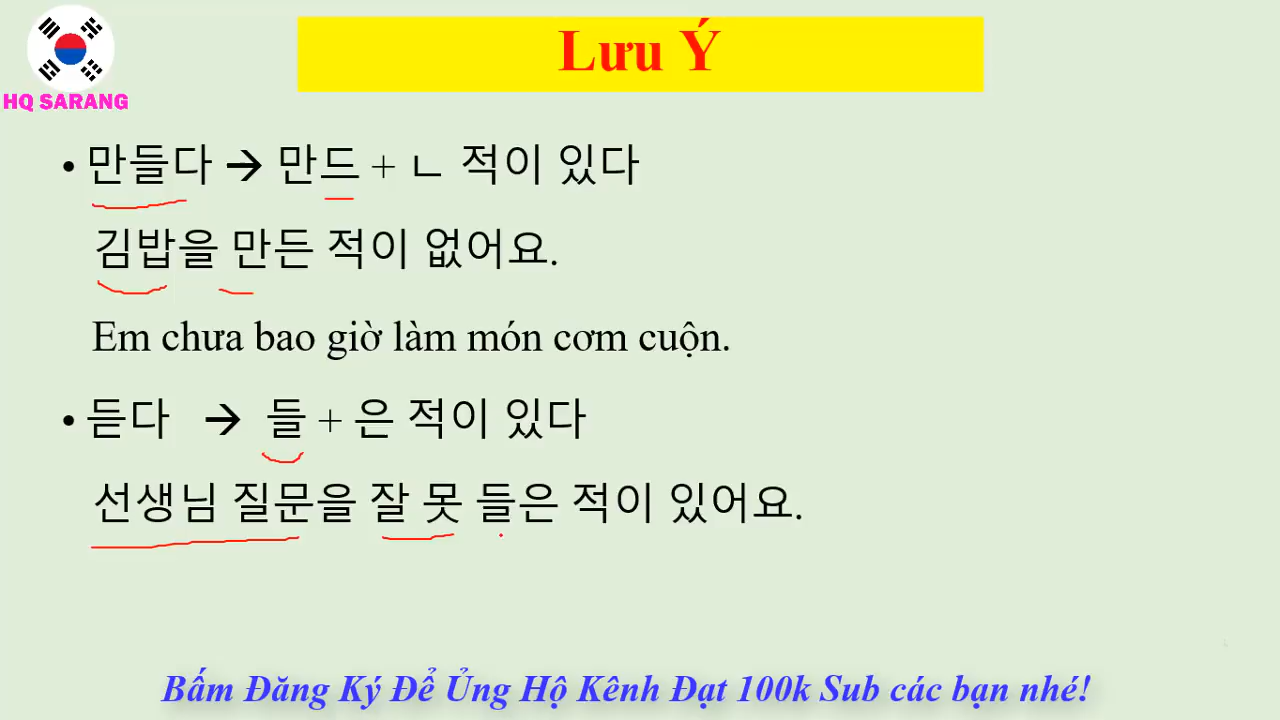 HQ SARANG
Lưu Ý
• 만들다 → 만드 + ㄴ 적이 있다
김밥을 만든 적이 없어요.
Em chưa bao giờ làm món cơm cuộn.
• 듣다 → 들 + 은 적이 있다
선생님 질문을 잘 못 들은 적이 있어요.
Bấm Đăng Ký Để Ủng Hộ Kênh Đạt 100k Sub các bạn nhé!